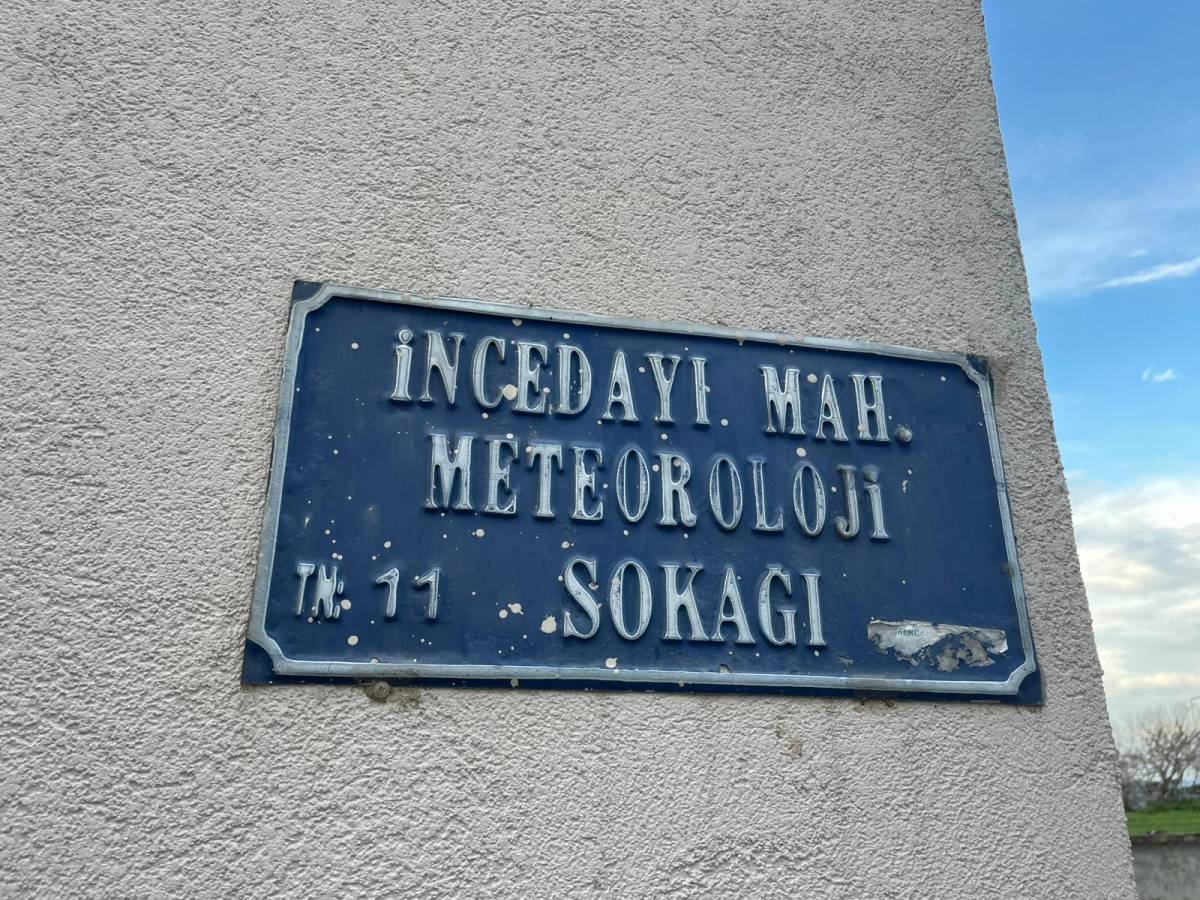 İNCEDAYI MAH.
METEOROLOJİ
TN: 11 SOKAGI